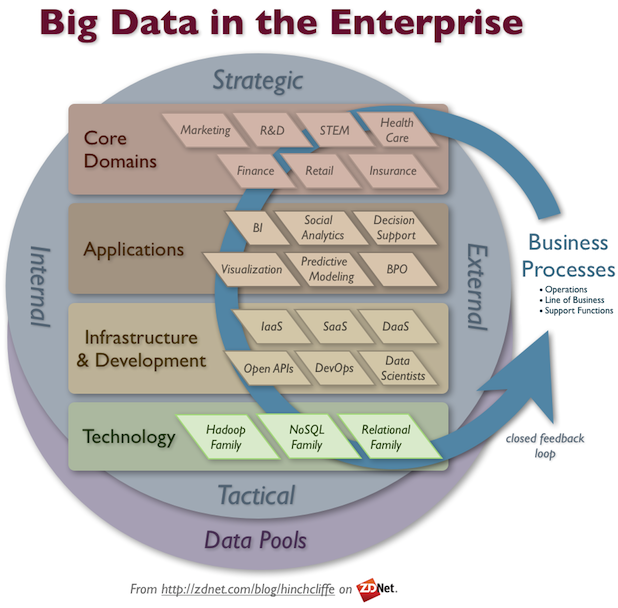 Big Data in the Enterprise
Strategic
Core
Domains
Marketing
R&D
STEM
Health
Care
Finance
Retail
Insurance
Applications
BI
Social
Analytics
Decision
Support
Visualization
Predictive
Modeling
BPO
Internal
External
Business
Processes
• Operations
• Line of Business
• Support Functions
Infrastructure
& Development
IaaS
SaaS
DaaS
Open APIs
DevOps
Data
Scientists
Technology
Hadoop
Family
NoSQL
Family
Relational
Family
closed feedback
loop
Tactical
Data Pools
From http://zdnet.com/blog/hinchcliffe on ZDNet.